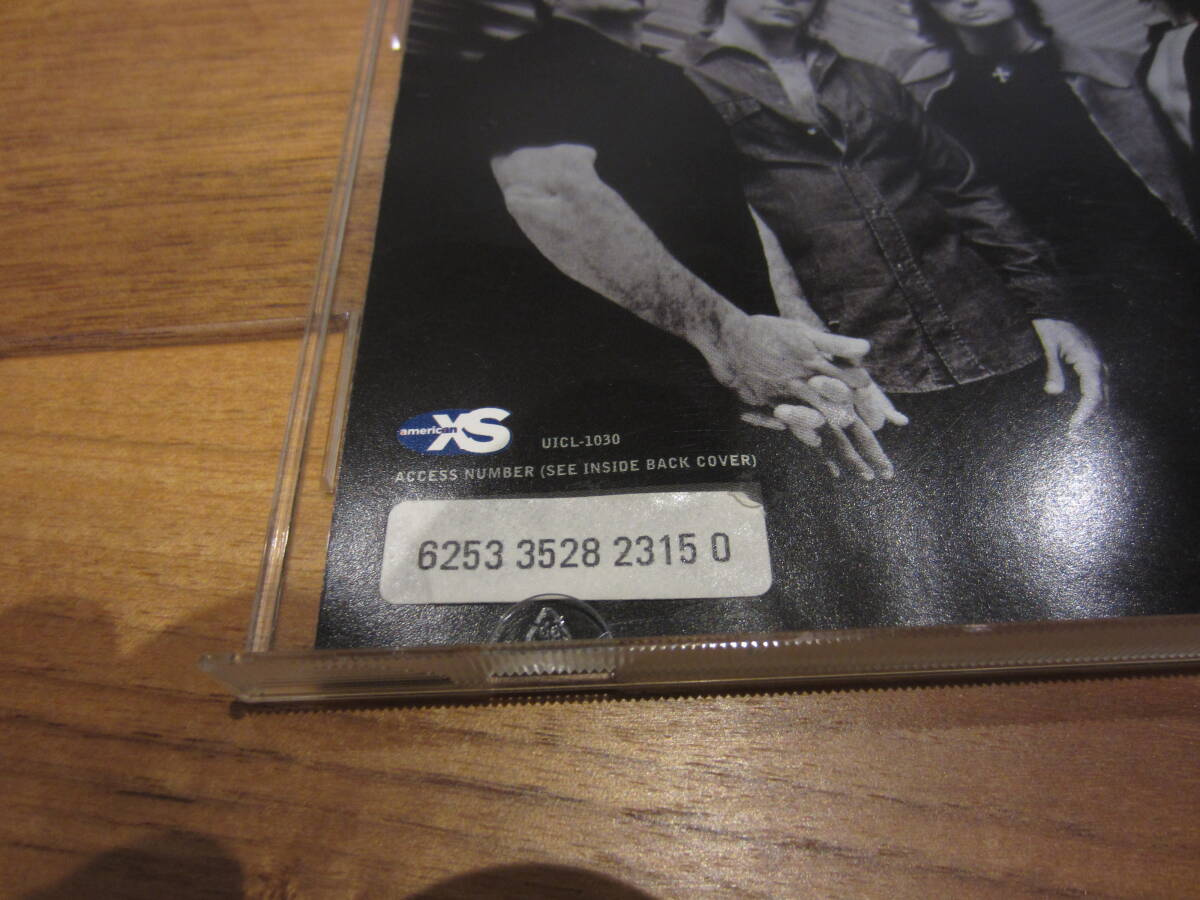 american XS UICL-1030
ACCESS NUMBER (SEE INSIDE BACK COVER)
6253 3528 2315 0